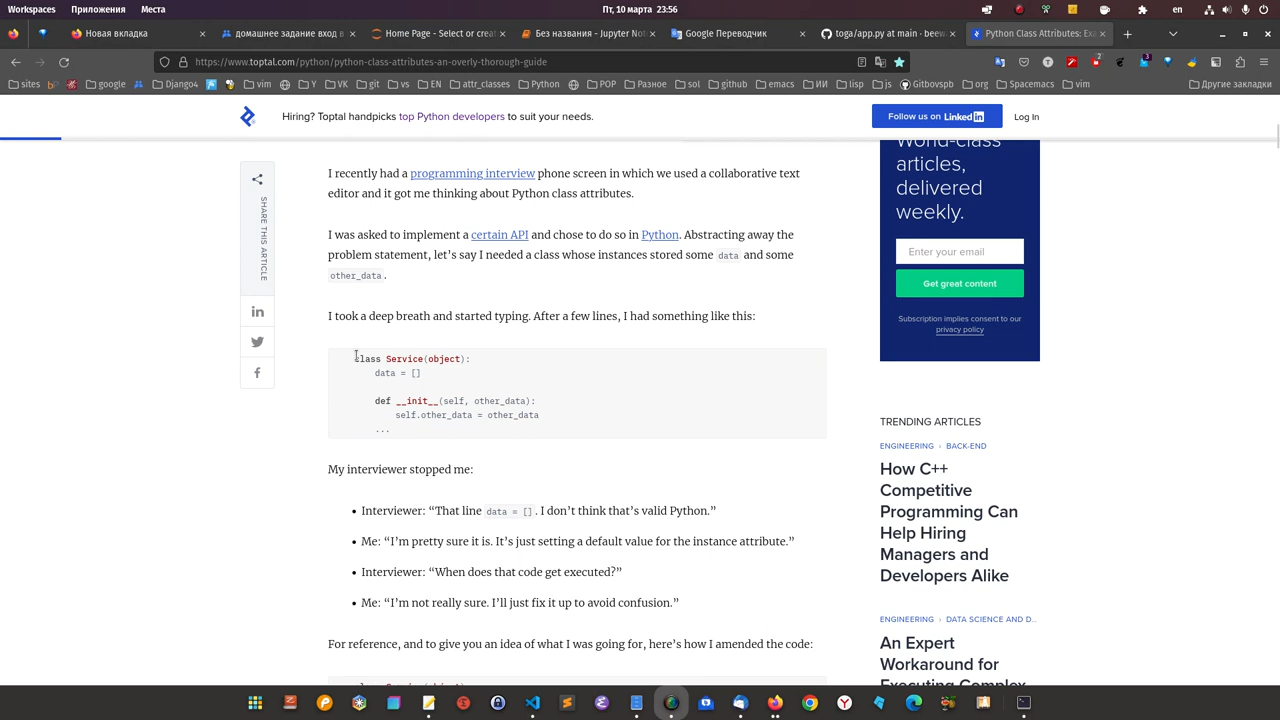 Workspaces Приложения Места Пт, 10 марта 23:56 en
Новая вкладка
домашнее задание вход в
Home Page - Select or crea
Без названия - Jupyter Not
Google Переводчик
toga/app.py at main · beew
Python Class Attributes: Exa
https://www.toptal.com/python/python-class-attributes-an-overly-thorough-guide
sites google vim Y VK git vs EN attr_classes Python POP Разное sol github emacs ИИ lisp js Gitbovspb Org Spacemacs vim Другие закладки
Hiring? Toptal handpicks top Python developers to suit your needs.
Follow us on LinkedIn
Log In
SHARE THIS ARTICLE
I recently had a programming interview phone screen in which we used a collaborative text
editor and it got me thinking about Python class attributes.
I was asked to implement a certain API and chose to do so in Python. Abstracting away the
problem statement, let’s say I needed a class whose instances stored some data and some
other_data.
I took a deep breath and started typing. After a few lines, I had something like this:
class Service(object):
data = []
def __init__(self, other_data):
self.other_data = other_data
...
My interviewer stopped me:
• Interviewer: “That line data = []. I don’t think that’s valid Python.”
• Me: “I’m pretty sure it is. It’s just setting a default value for the instance attribute.”
• Interviewer: “When does that code get executed?”
• Me: “I’m not really sure. I’ll just fix it up to avoid confusion.”
For reference, and to give you an idea of what I was going for, here’s how I amended the code:
World-class
articles,
delivered
weekly.
Enter your email
Get great content
Subscription implies consent to our
privacy policy
TRENDING ARTICLES
ENGINEERING › BACK-END
How C++
Competitive
Programming Can
Help Hiring
Managers and
Developers Alike
ENGINEERING › DATA SCIENCE AND D...
An Expert
Workaround for
Executing Complex